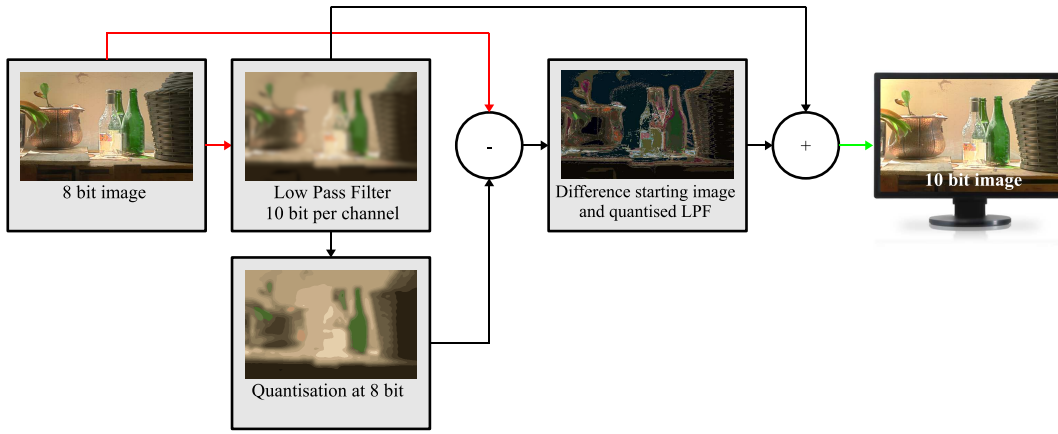 8 bit image
Low Pass Filter
10 bit per channel
Quantisation at 8 bit
-
Difference starting image
and quantised LPF
+
10 bit image